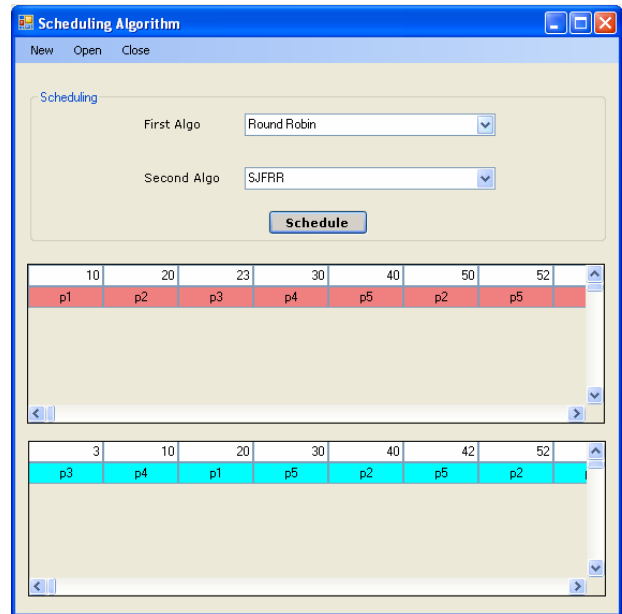 Scheduling Algorithm
New Open Close
Scheduling
First Algo Round Robin
Second Algo SJFRR
Schedule
10 20 23 30 40 50 52
p1 p2 p3 p4 p5 p2 p5
3 10 20 30 40 42 52
p3 p4 p1 p5 p2 p5 p2